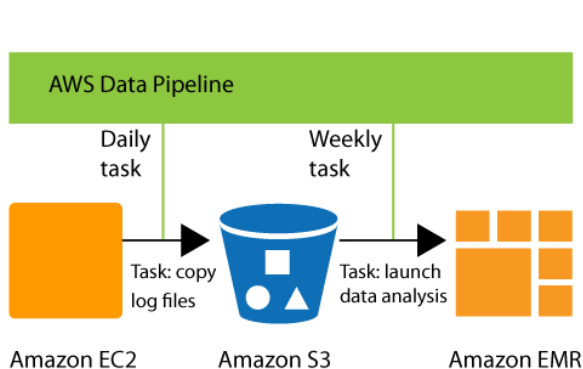 AWS Data Pipeline
Daily
task
Weekly
task
Task: copy
log files
Task: launch
data analysis
Amazon EC2
Amazon S3
Amazon EMR